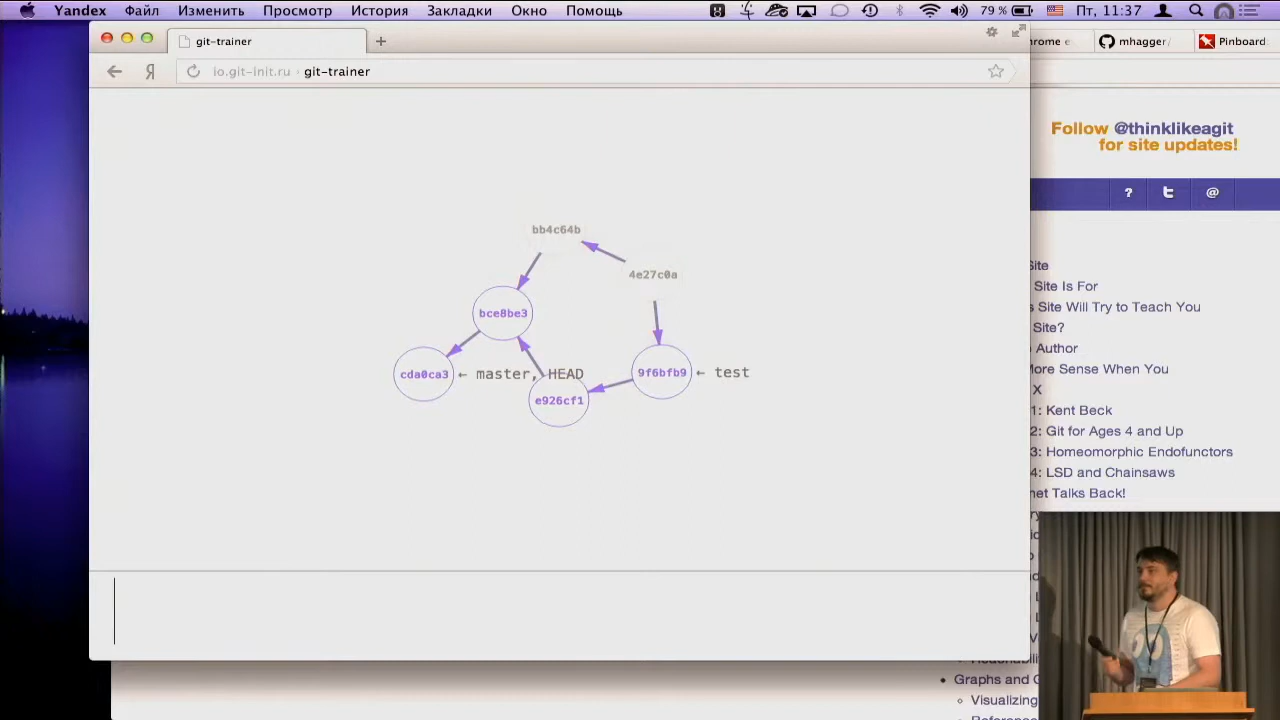 Yandex Файл Изменить Просмотр История Закладки Окно Помощь 79 % Пт, 11:37
git-trainer
io.git-init.ru › git-trainer
mhagger/
Pinboard
Follow @thinklikeagit
for site updates!
? t @
bb4c64b
4e27c0a
bce8be3
cda0ca3 ← master, HEAD
e926cf1
9f6bfb9 ← test
Site
Site Is For
s Site Will Try to Teach You
Site?
Author
More Sense When You
X
1: Kent Beck
2: Git for Ages 4 and Up
3: Homeomorphic Endofunctors
4: LSD and Chainsaws
net Talks Back!
Graphs and
Visualizing